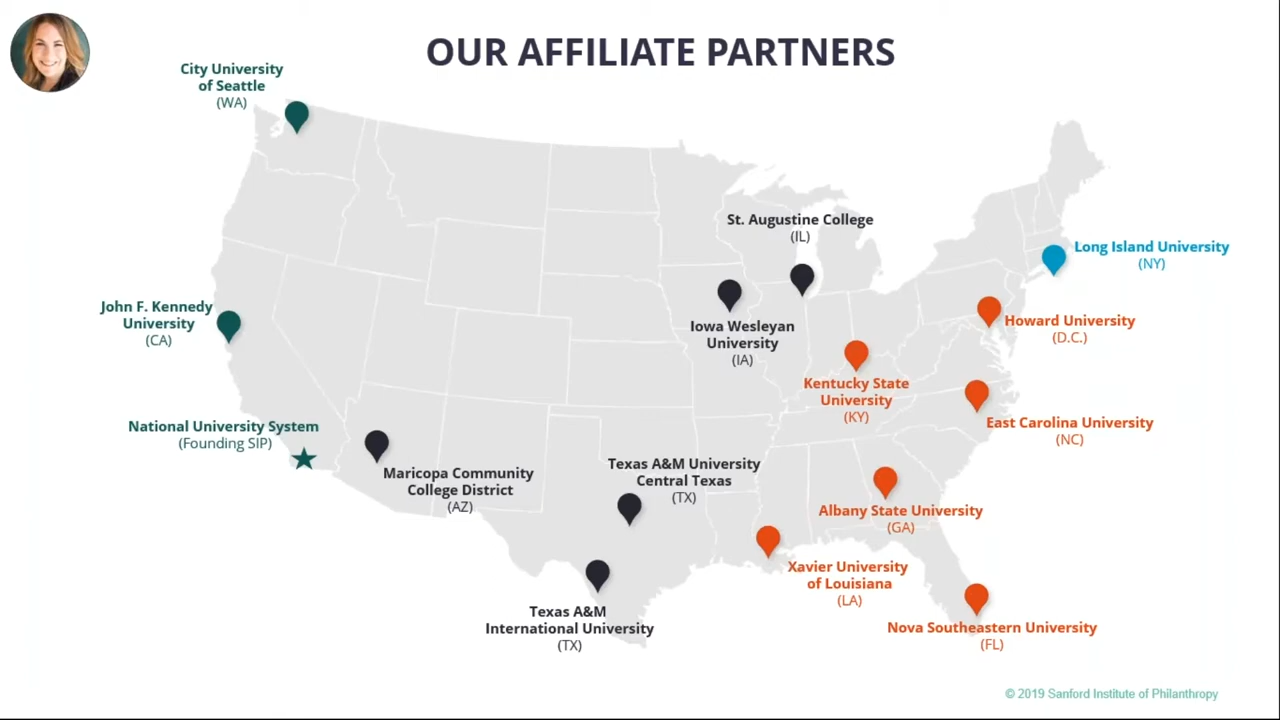 OUR AFFILIATE PARTNERS
City University
of Seattle
(WA)
St. Augustine College
(IL)
Long Island University
(NY)
John F. Kennedy
University
(CA)
Iowa Wesleyan
University
(IA)
Howard University
(D.C.)
Kentucky State
University
(KY)
East Carolina University
(NC)
National University System
(Founding SIP)
Maricopa Community
College District
(AZ)
Texas A&M University
Central Texas
(TX)
Albany State University
(GA)
Xavier University
of Louisiana
(LA)
Texas A&M
International University
(TX)
Nova Southeastern University
(FL)
© 2019 Sanford Institute of Philanthropy